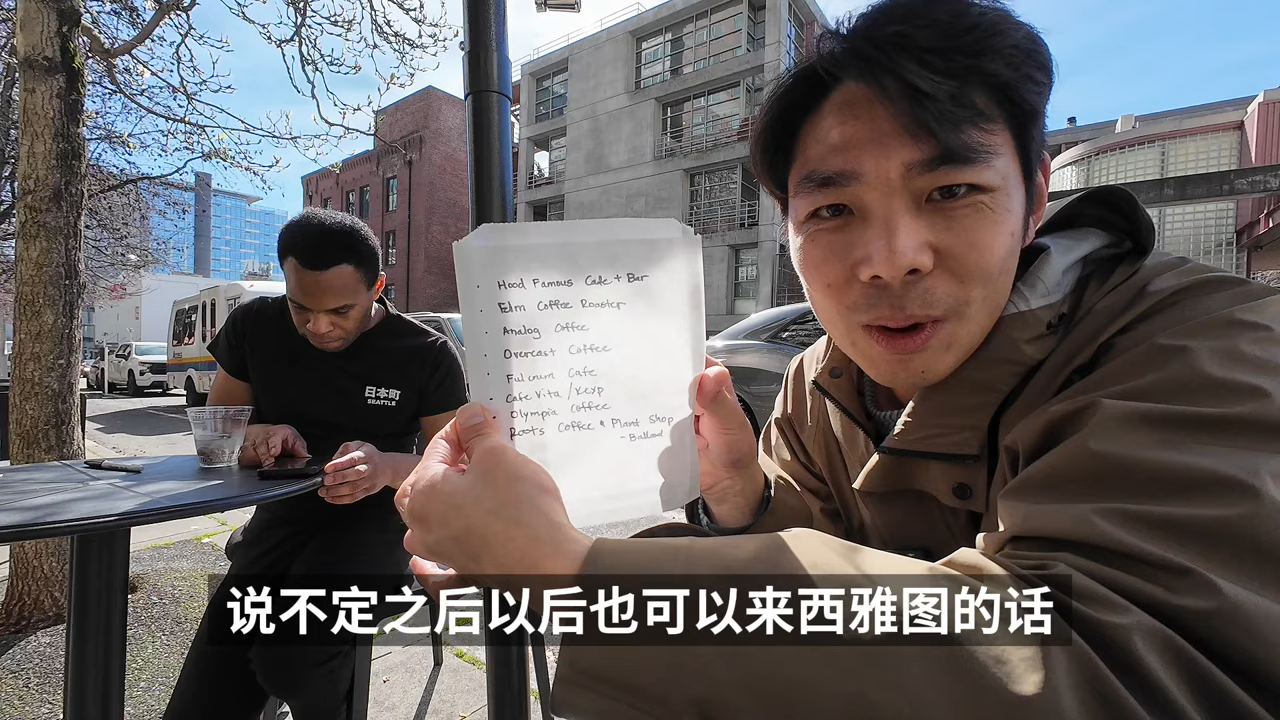 Hood Famous Cafe + Bar
Elm Coffee Roaster
Analog Coffee
Overcast Coffee
Fulcrum Cafe
Cafe Vita / Kexp
Olympia Coffee
Roots Coffee & Plant Shop
- Ballard
日本町
SEATTLE
说不定之后以后也可以来西雅图的话